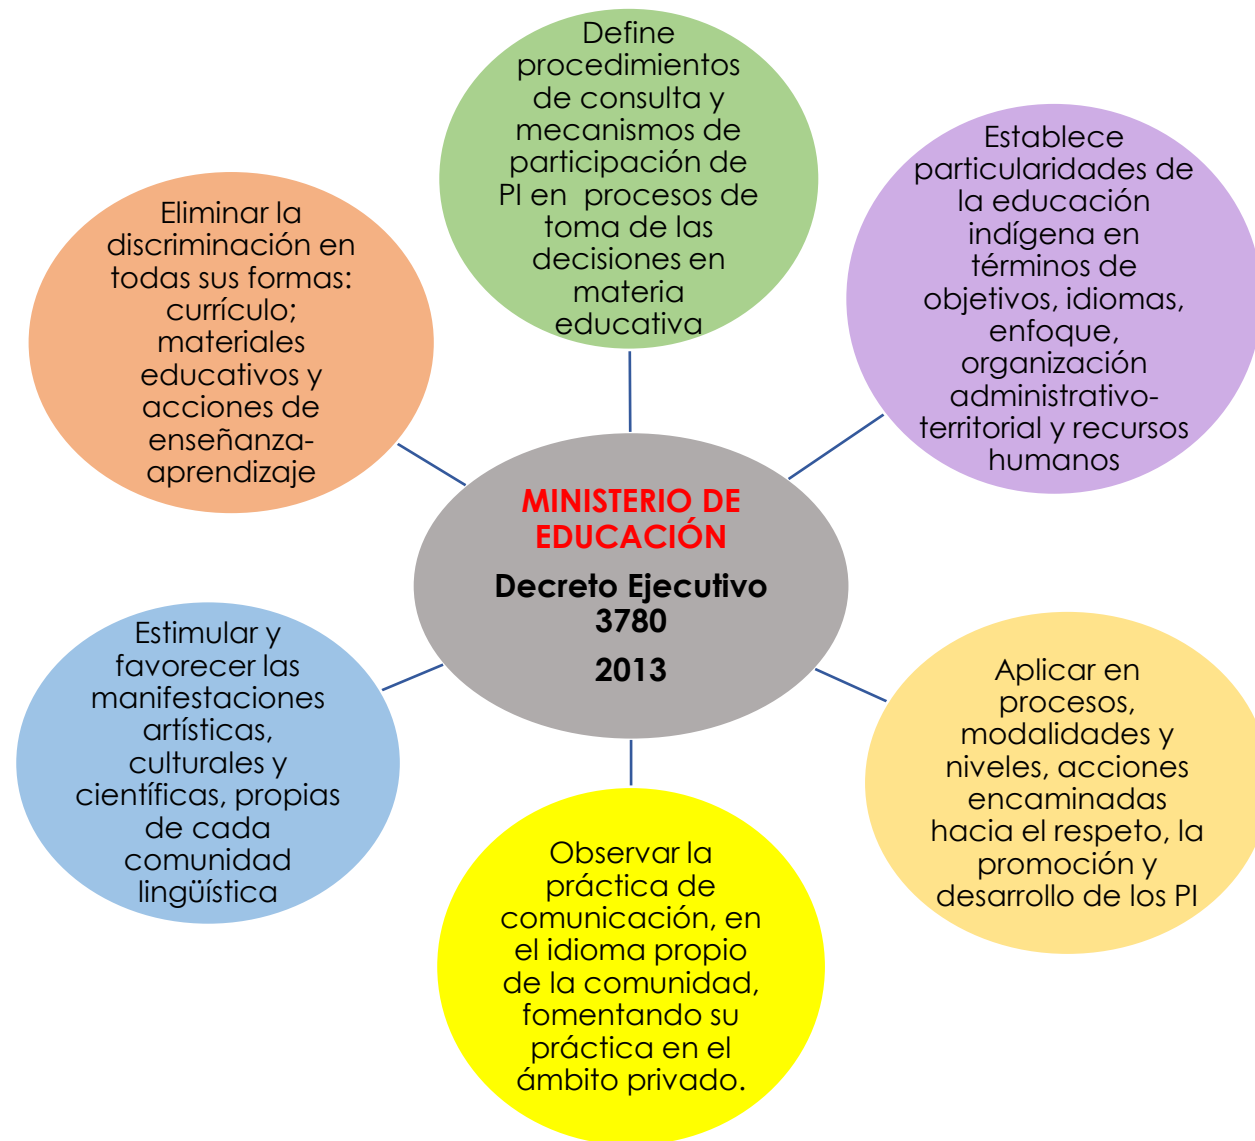 Define
procedimientos
de consulta y
mecanismos de
participación de
PI en procesos de
toma de las
decisiones en
materia
educativa
Establece
particularidades de
la educación
indígena en
términos de
objetivos, idiomas,
enfoque,
organización
administrativo-
territorial y recursos
humanos
Eliminar la
discriminación en
todas sus formas:
currículo;
materiales
educativos y
acciones de
enseñanza-
aprendizaje
MINISTERIO DE
EDUCACIÓN
Decreto Ejecutivo
3780
2013
Estimular y
favorecer las
manifestaciones
artísticas,
culturales y
científicas, propias
de cada
comunidad
lingüística
Aplicar en
procesos,
modalidades y
niveles, acciones
encaminadas
hacia el respeto, la
promoción y
desarrollo de los PI
Observar la
práctica de
comunicación, en
el idioma propio
de la comunidad,
fomentando su
práctica en el
ámbito privado.